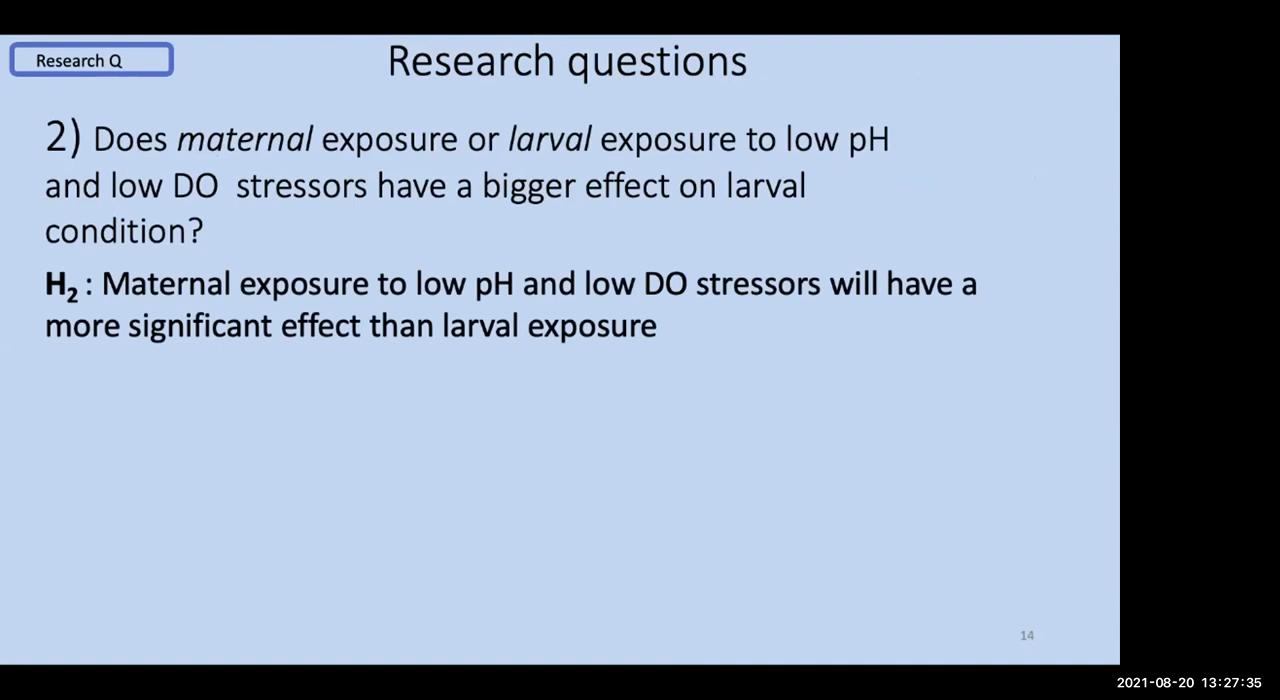 Research Q
Research questions
2) Does maternal exposure or larval exposure to low pH
and low DO stressors have a bigger effect on larval
condition?
H₂ : Maternal exposure to low pH and low DO stressors will have a
more significant effect than larval exposure
14
2021-08-20 13:27:35